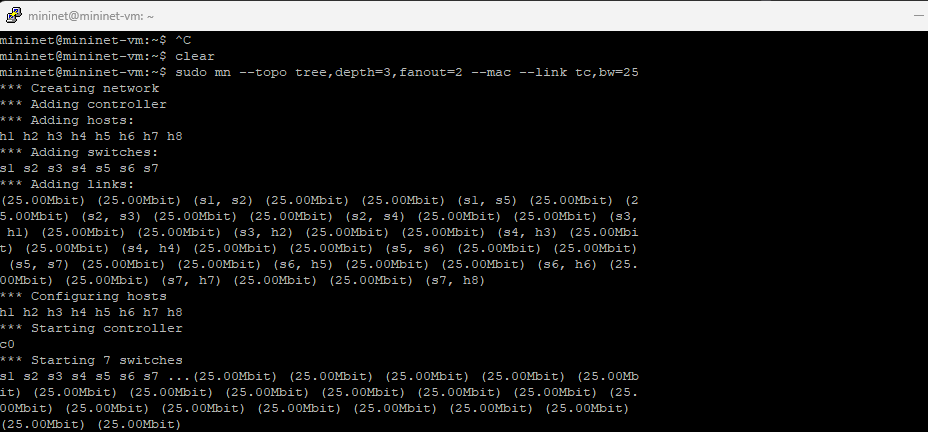 mininet@mininet-vm: ~
mininet@mininet-vm:~$ ^C
mininet@mininet-vm:~$ clear
mininet@mininet-vm:~$ sudo mn --topo tree,depth=3,fanout=2 --mac --link tc,bw=25
*** Creating network
*** Adding controller
*** Adding hosts:
h1 h2 h3 h4 h5 h6 h7 h8
*** Adding switches:
s1 s2 s3 s4 s5 s6 s7
*** Adding links:
(25.00Mbit) (25.00Mbit) (s1, s2) (25.00Mbit) (25.00Mbit) (s1, s5) (25.00Mbit) (2
5.00Mbit) (s2, s3) (25.00Mbit) (25.00Mbit) (s2, s4) (25.00Mbit) (25.00Mbit) (s3,
 h1) (25.00Mbit) (25.00Mbit) (s3, h2) (25.00Mbit) (25.00Mbit) (s4, h3) (25.00Mbi
t) (25.00Mbit) (s4, h4) (25.00Mbit) (25.00Mbit) (s5, s6) (25.00Mbit) (25.00Mbit)
 (s5, s7) (25.00Mbit) (25.00Mbit) (s6, h5) (25.00Mbit) (25.00Mbit) (s6, h6) (25.
00Mbit) (25.00Mbit) (s7, h7) (25.00Mbit) (25.00Mbit) (s7, h8)
*** Configuring hosts
h1 h2 h3 h4 h5 h6 h7 h8
*** Starting controller
c0
*** Starting 7 switches
s1 s2 s3 s4 s5 s6 s7 ...(25.00Mbit) (25.00Mbit) (25.00Mbit) (25.00Mbit) (25.00Mb
it) (25.00Mbit) (25.00Mbit) (25.00Mbit) (25.00Mbit) (25.00Mbit) (25.00Mbit) (25.
00Mbit) (25.00Mbit) (25.00Mbit) (25.00Mbit) (25.00Mbit) (25.00Mbit) (25.00Mbit)
(25.00Mbit) (25.00Mbit)